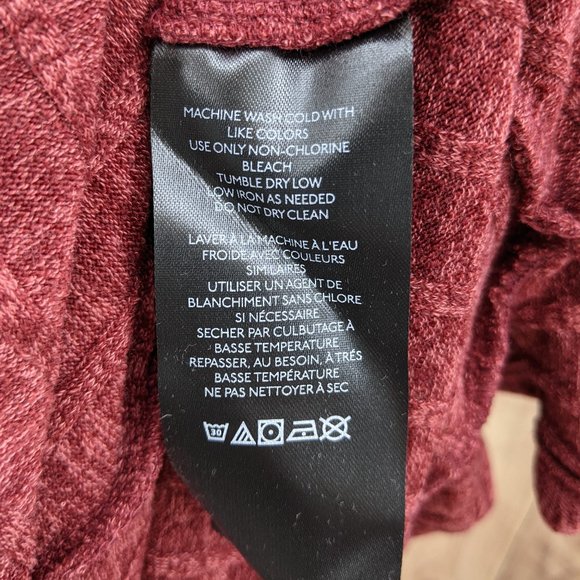 MACHINE WASH COLD WITH
LIKE COLORS
USE ONLY NON-CHLORINE
BLEACH
TUMBLE DRY LOW
LOW IRON AS NEEDED
DO NOT DRY CLEAN
LAVER À LA MACHINE À L'EAU
FROIDE AVEC COULEURS
SIMILAIRES
UTILISER UN AGENT DE
BLANCHIMENT SANS CHLORE
SI NÉCESSAIRE
SECHER PAR CULBUTAGE À
BASSE TEMPERATURE
REPASSER, AU BESOIN, À TRÉS
BASSE TEMPÉRATURE
NE PAS NETTOYER À SEC
30